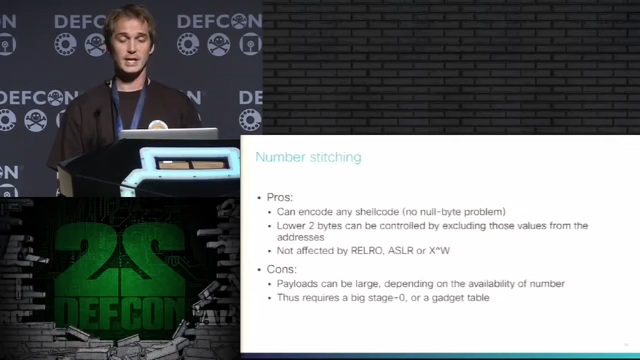 DEFCON
DEFCON
DEFCON
Number stitching
• Pros:
• Can encode any shellcode (no null-byte problem)
• Lower 2 bytes can be controlled by excluding those values from the
addresses
• Not affected by RELRO, ASLR or X^W
• Cons:
• Payloads can be large, depending on the availability of number
• Thus requires a big stage-0, or a gadget table
22
DEFCON